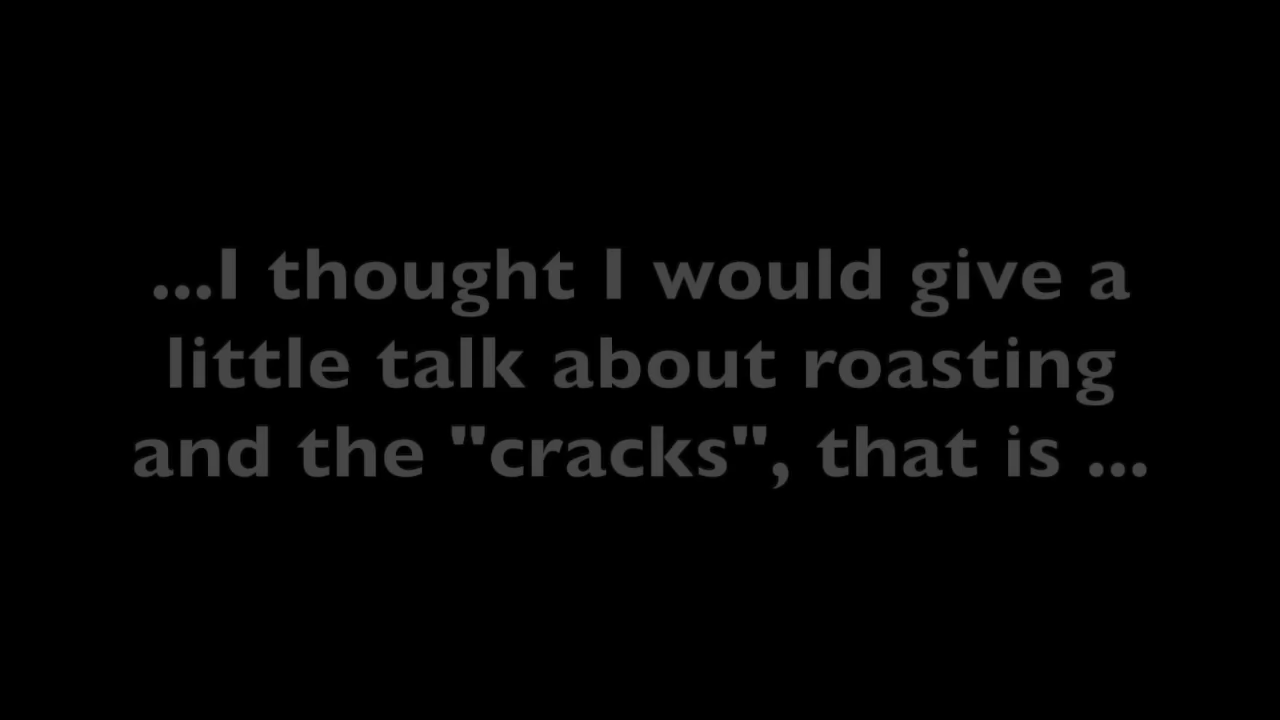 ...I thought I would give a
little talk about roasting
and the "cracks", that is ...